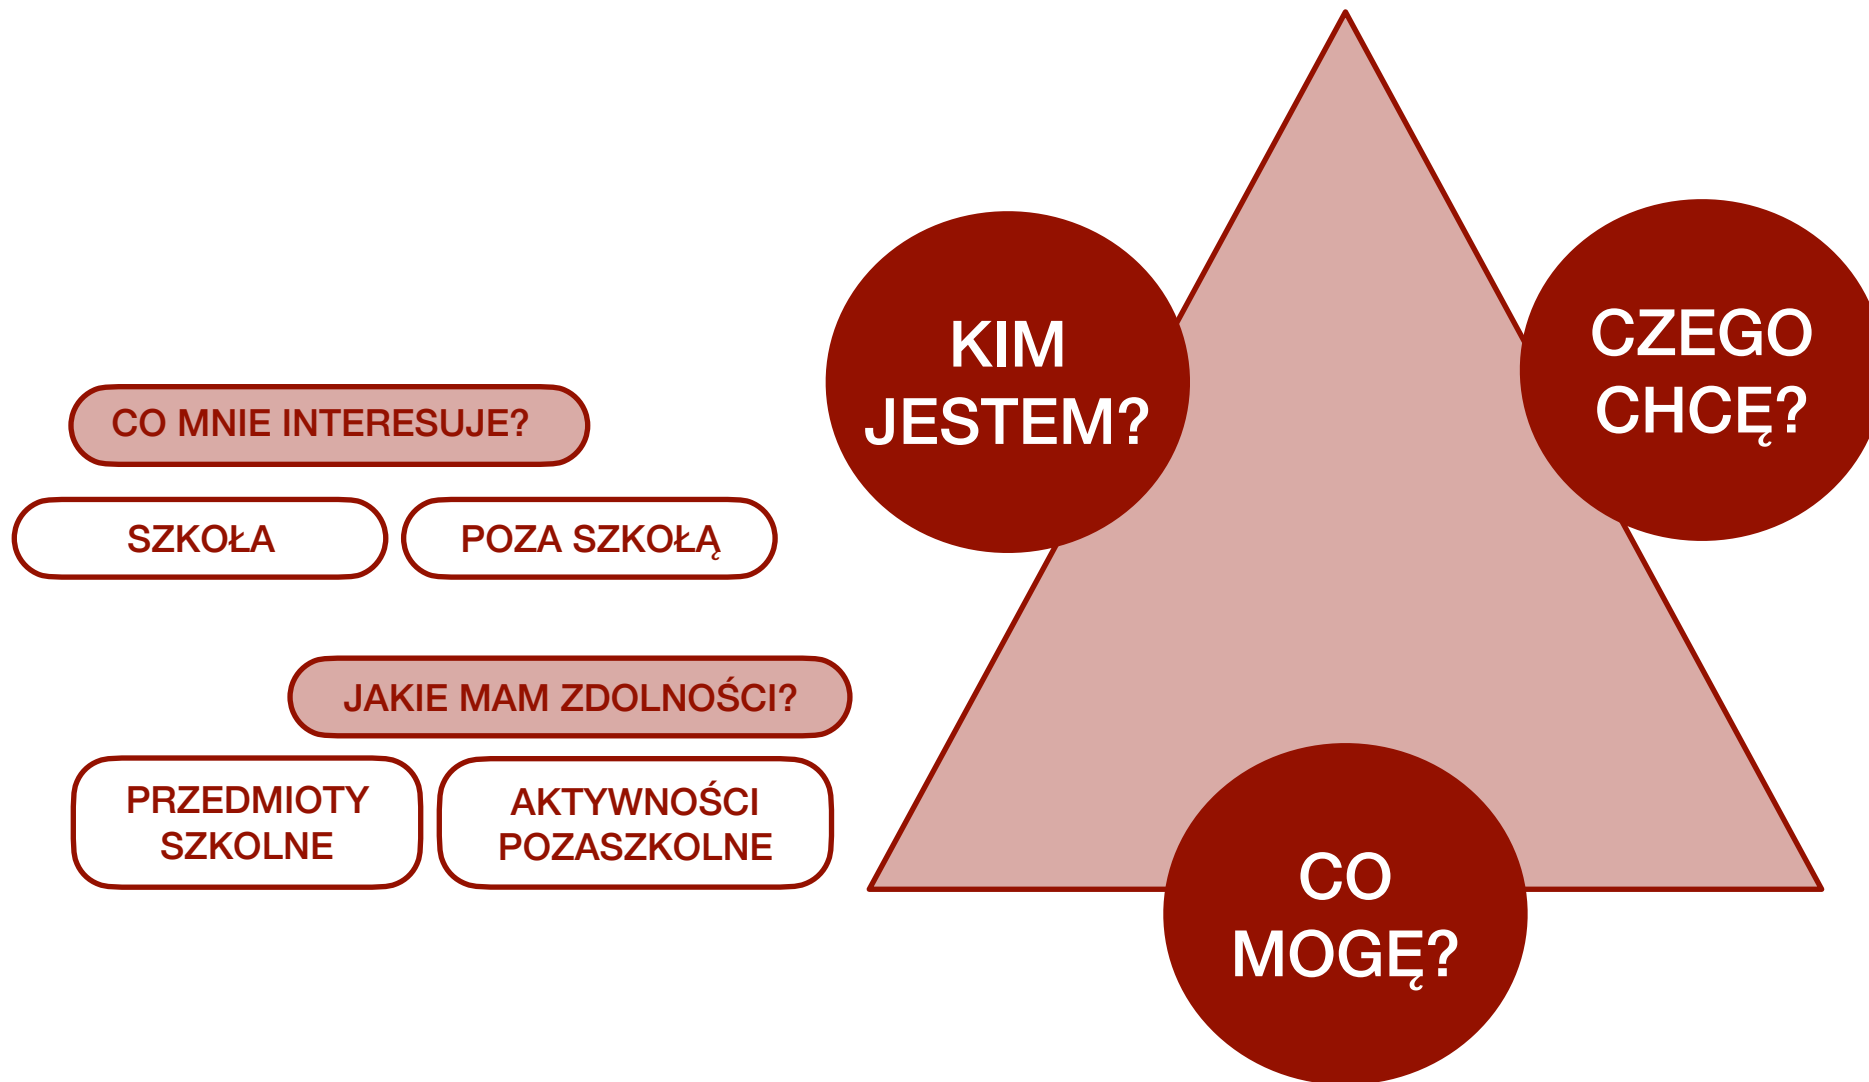 KIM
JESTEM?
CZEGO
CHCĘ?
CO MNIE INTERESUJE?
SZKOŁA
POZA SZKOŁĄ
JAKIE MAM ZDOLNOŚCI?
PRZEDMIOTY
SZKOLNE
AKTYWNOŚCI
POZASZKOLNE
CO
MOGĘ?